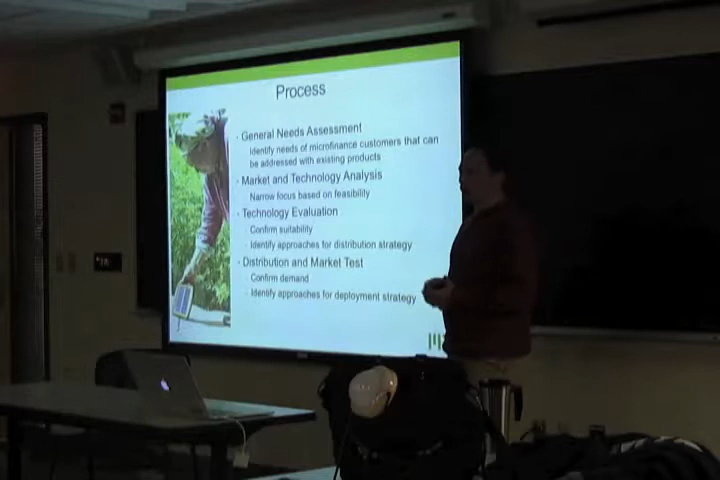 Process
- General Needs Assessment
Identify needs of microfinance customers that can
be addressed with existing products
- Market and Technology Analysis
Narrow focus based on feasibility
- Technology Evaluation
- Confirm suitability
- Identify approaches for distribution strategy
- Distribution and Market Test
- Confirm demand
- Identify approaches for deployment strategy